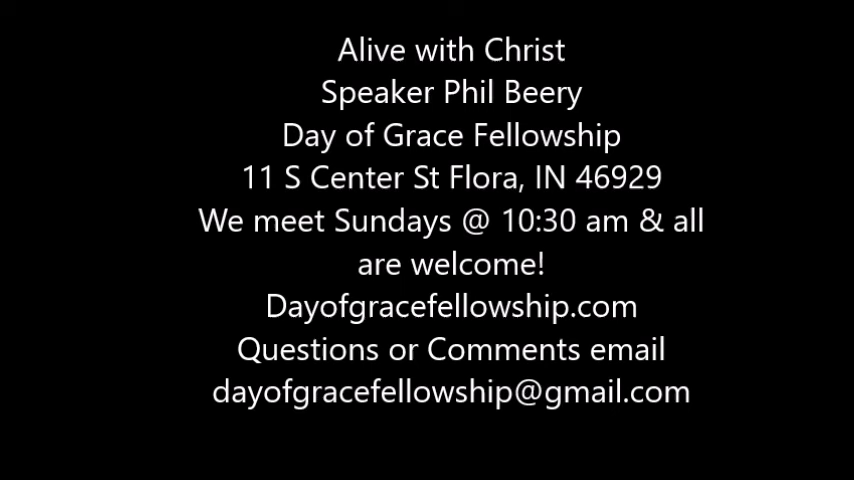 Alive with Christ
Speaker Phil Beery
Day of Grace Fellowship
11 S Center St Flora, IN 46929
We meet Sundays @ 10:30 am & all
are welcome!
Dayofgracefellowship.com
Questions or Comments email
dayofgracefellowship@gmail.com